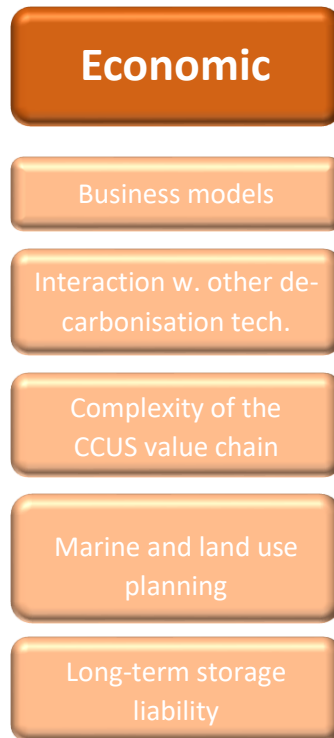 Economic
Business models
Interaction w. other de-
carbonisation tech.
Complexity of the
CCUS value chain
Marine and land use
planning
Long-term storage
liability